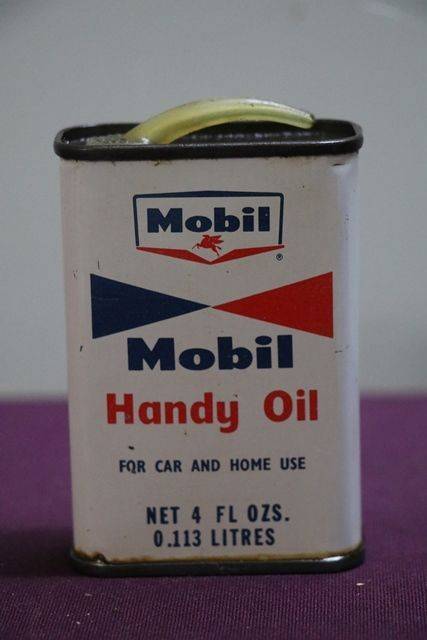 Mobil
®
Mobil
Handy Oil
FOR CAR AND HOME USE
NET 4 FL OZS.
0.113 LITRES